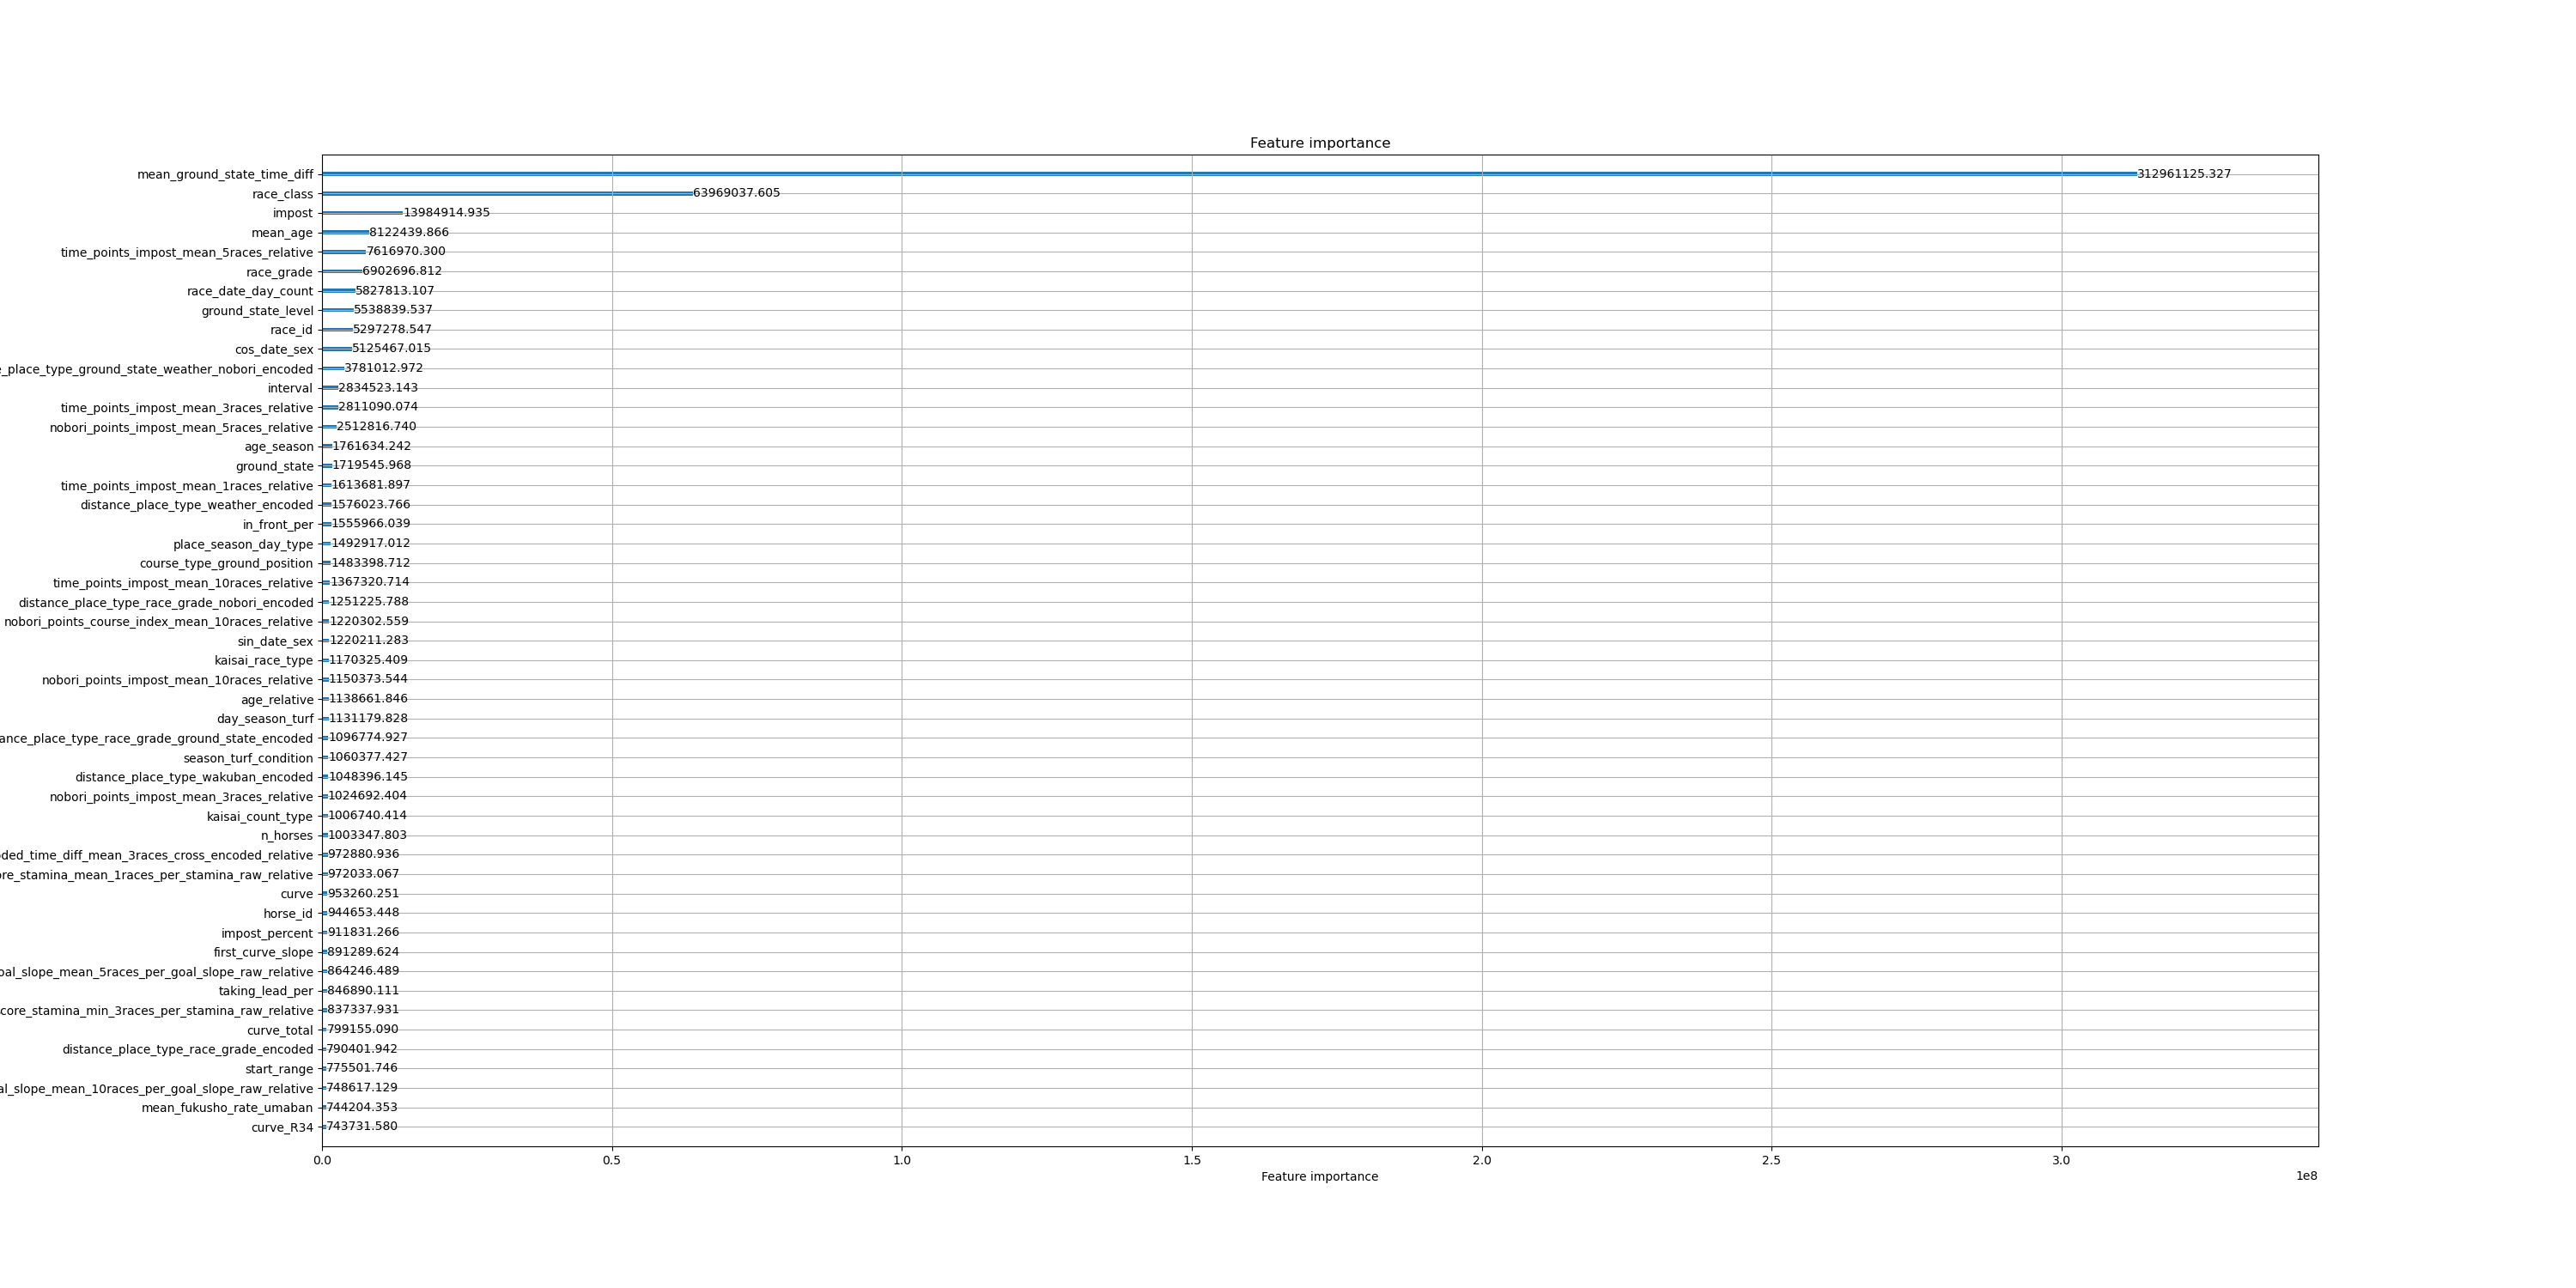 Feature importance
mean_ground_state_time_diff 312961125.327
race_class 63969037.605
impost 13984914.935
mean_age 8122439.866
time_points_impost_mean_5races_relative 7616970.300
race_grade 6902696.812
race_date_day_count 5827813.107
ground_state_level 5538839.537
race_id 5297278.547
cos_date_sex 5125467.015
_place_type_ground_state_weather_nobori_encoded 3781012.972
interval 2834523.143
time_points_impost_mean_3races_relative 2811090.074
nobori_points_impost_mean_5races_relative 2512816.740
age_season 1761634.242
ground_state 1719545.968
time_points_impost_mean_1races_relative 1613681.897
distance_place_type_weather_encoded 1576023.766
in_front_per 1555966.039
place_season_day_type 1492917.012
course_type_ground_position 1483398.712
time_points_impost_mean_10races_relative 1367320.714
distance_place_type_race_grade_nobori_encoded 1251225.788
nobori_points_course_index_mean_10races_relative 1220302.559
sin_date_sex 1220211.283
kaisai_race_type 1170325.409
nobori_points_impost_mean_10races_relative 1150373.544
age_relative 1138661.846
day_season_turf 1131179.828
ance_place_type_race_grade_ground_state_encoded 1096774.927
season_turf_condition 1060377.427
distance_place_type_wakuban_encoded 1048396.145
nobori_points_impost_mean_3races_relative 1024692.404
kaisai_count_type 1006740.414
n_horses 1003347.803
ded_time_diff_mean_3races_cross_encoded_relative 972880.936
re_stamina_mean_1races_per_stamina_raw_relative 972033.067
curve 953260.251
horse_id 944653.448
impost_percent 911831.266
first_curve_slope 891289.624
al_slope_mean_5races_per_goal_slope_raw_relative 864246.489
taking_lead_per 846890.111
core_stamina_min_3races_per_stamina_raw_relative 837337.931
curve_total 799155.090
distance_place_type_race_grade_encoded 790401.942
start_range 775501.746
al_slope_mean_10races_per_goal_slope_raw_relative 748617.129
mean_fukusho_rate_umaban 744204.353
curve_R34 743731.580
0.0 0.5 1.0 1.5 2.0 2.5 3.0
Feature importance
1e8